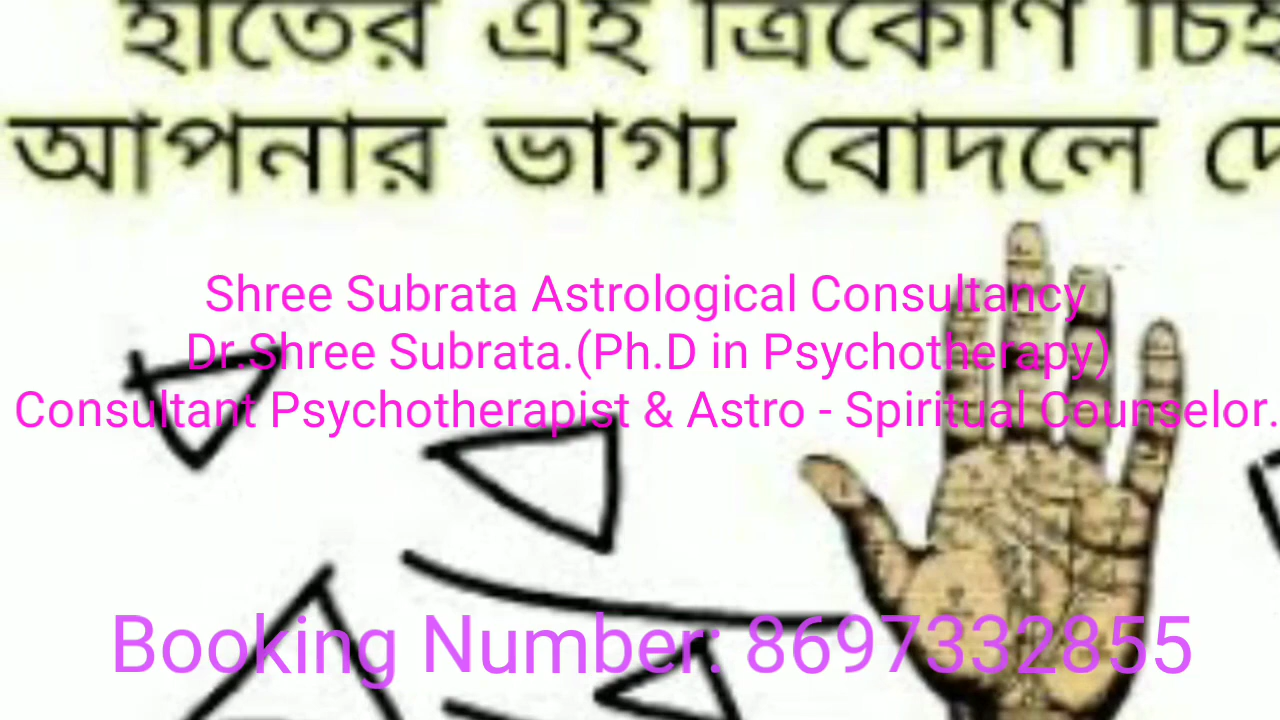 হাতের এই ত্রিকোণ
আপনার ভাগ্য বোদলে
Shree Subrata Astrological Consultancy
Dr.Shree Subrata.(Ph.D in Psychotherapy)
Consultant Psychotherapist & Astro - Spiritual Counselor.
Booking Number: 8697332855